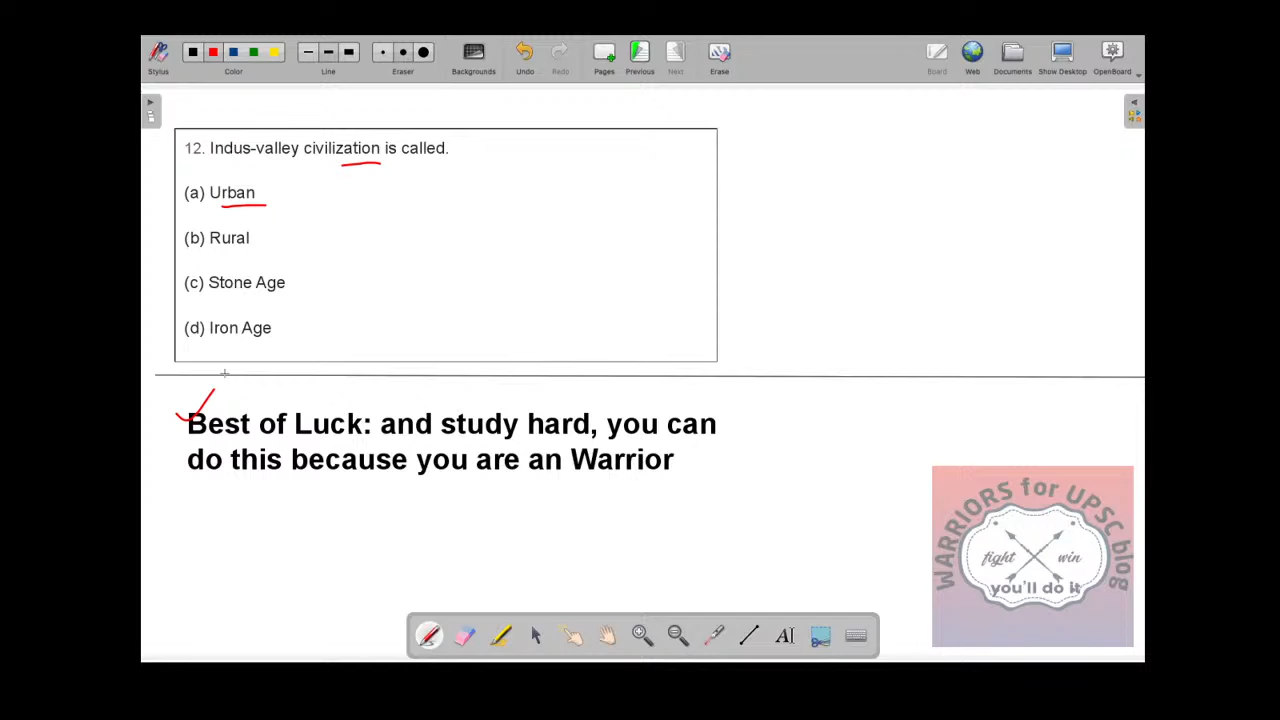 Stylus
Color
Line
Eraser
Backgrounds
Undo
Redo
Pages
Previous
Next
Erase
Board
Web
Documents
Show Desktop
OpenBoard
12. Indus-valley civilization is called.
(a) Urban
(b) Rural
(c) Stone Age
(d) Iron Age
Best of Luck: and study hard, you can
do this because you are an Warrior
WARRIORS for UPSC blog
fight win
you'll do it
AI